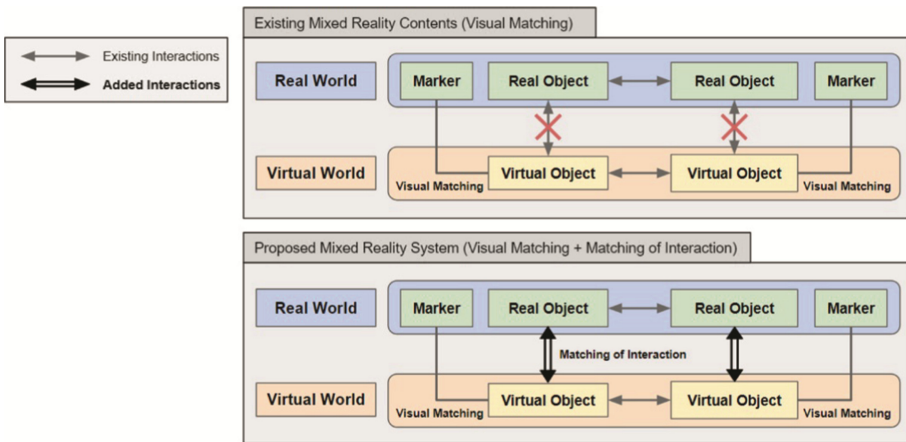 Existing Mixed Reality Contents (Visual Matching)
Existing Interactions
Added Interactions
Real World
Marker
Real Object
Real Object
Marker
Virtual World
Visual Matching
Virtual Object
Virtual Object
Visual Matching
Proposed Mixed Reality System (Visual Matching + Matching of Interaction)
Real World
Marker
Real Object
Real Object
Marker
Matching of Interaction
Virtual World
Visual Matching
Virtual Object
Virtual Object
Visual Matching